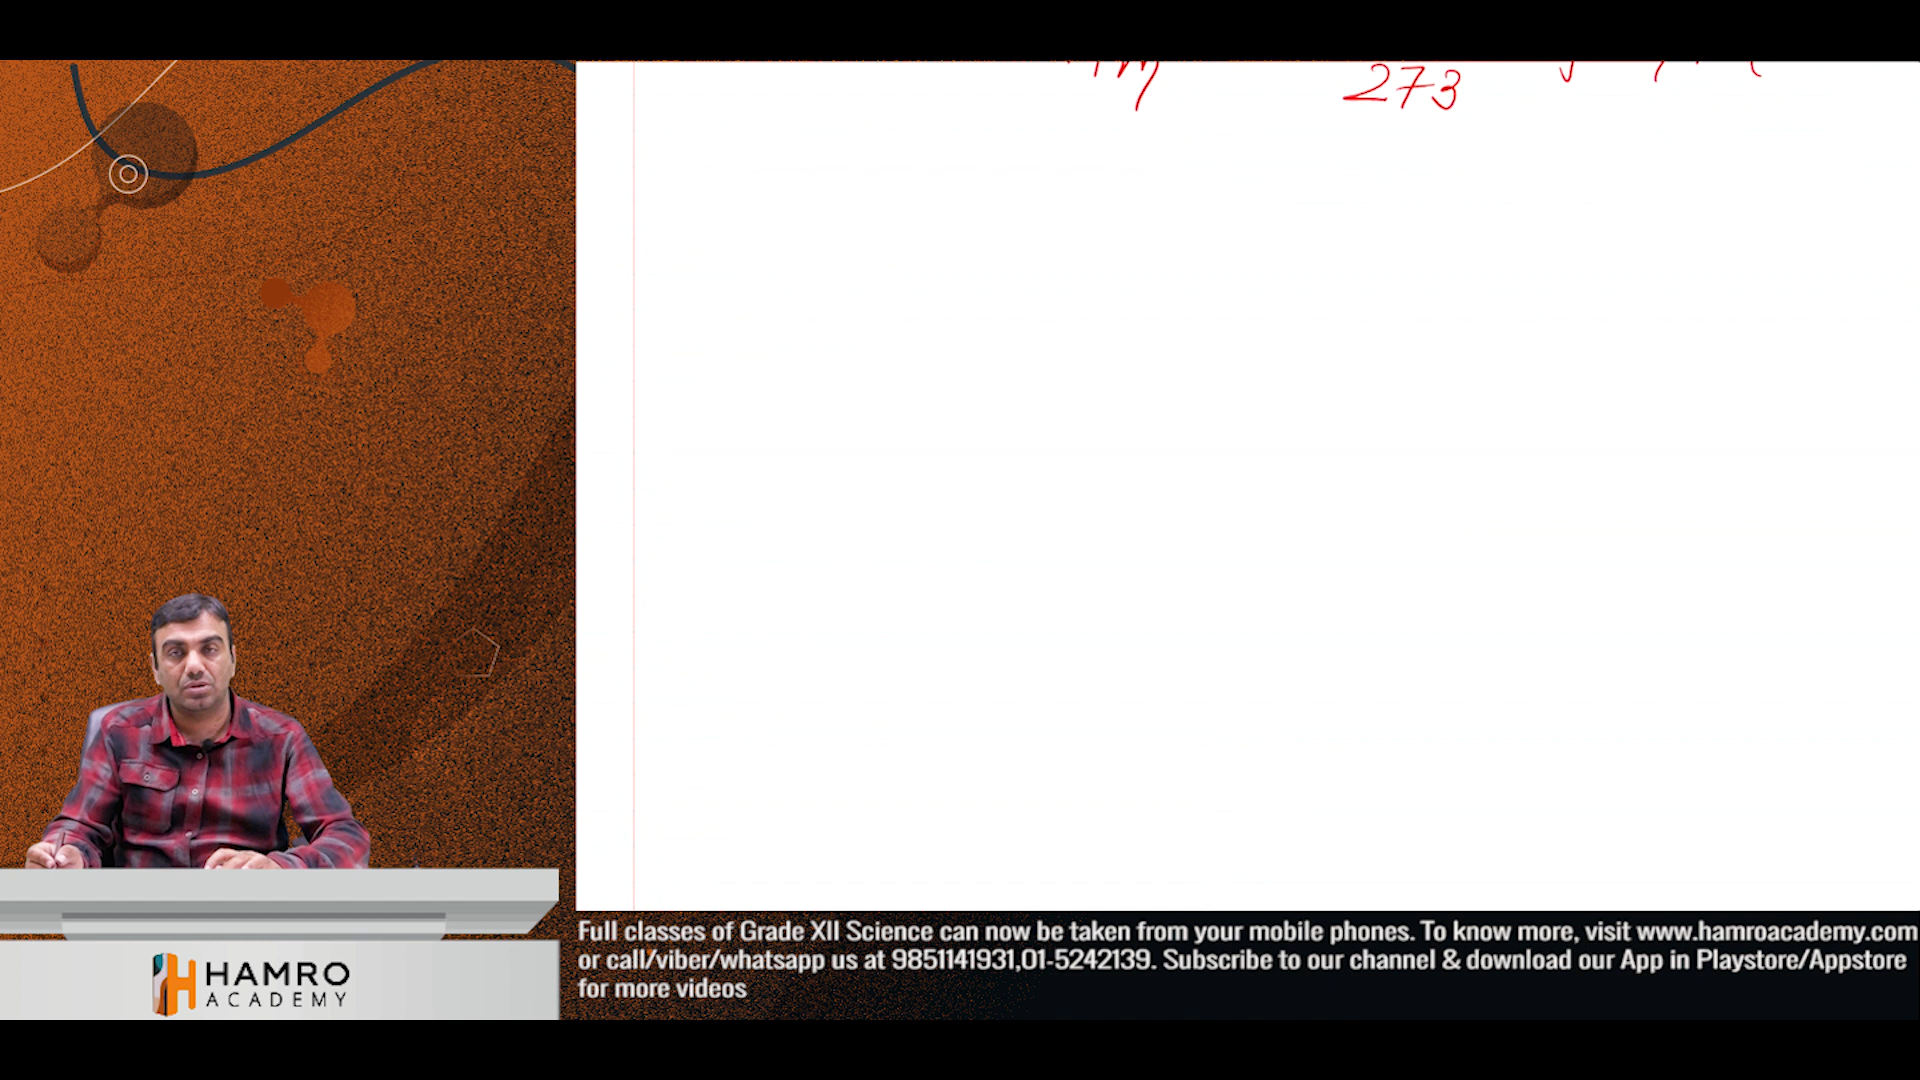 273
Full classes of Grade XII Science can now be taken from your mobile phones. To know more, visit www.hamroacademy.com
or call/viber/whatsapp us at 9851141931,01-5242139. Subscribe to our channel & download our App in Playstore/Appstore
for more videos
HAMRO
ACADEMY